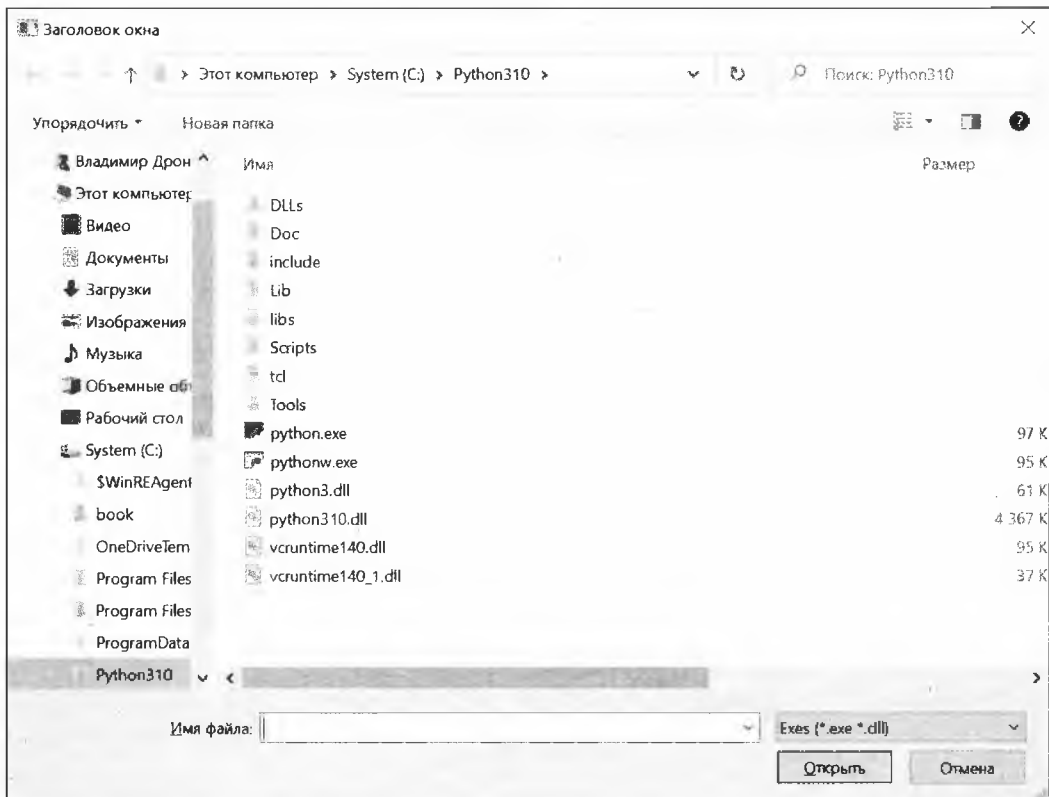 Заголовок окна
Этот компьютер > System (C:) > Python310 >
Поиск: Python310
Упорядочить
Новая папка
Владимир Дрон
Этот компьютер
Видео
Документы
Загрузки
Изображения
Музыка
Объемные об
Рабочий стол
System (C:)
$WinREAgent
book
OneDriveTem
Program Files
Program Files
ProgramData
Python310
Имя
Размер
DLLs
Doc
include
Lib
libs
Scripts
tcl
Tools
python.exe 97 K
pythonw.exe 95 K
python3.dll 61 K
python310.dll 4 367 K
vcruntime140.dll 95 K
vcruntime140_1.dll 37 K
Имя файла:
Exes (*.exe *.dll)
Открыть
Отмена